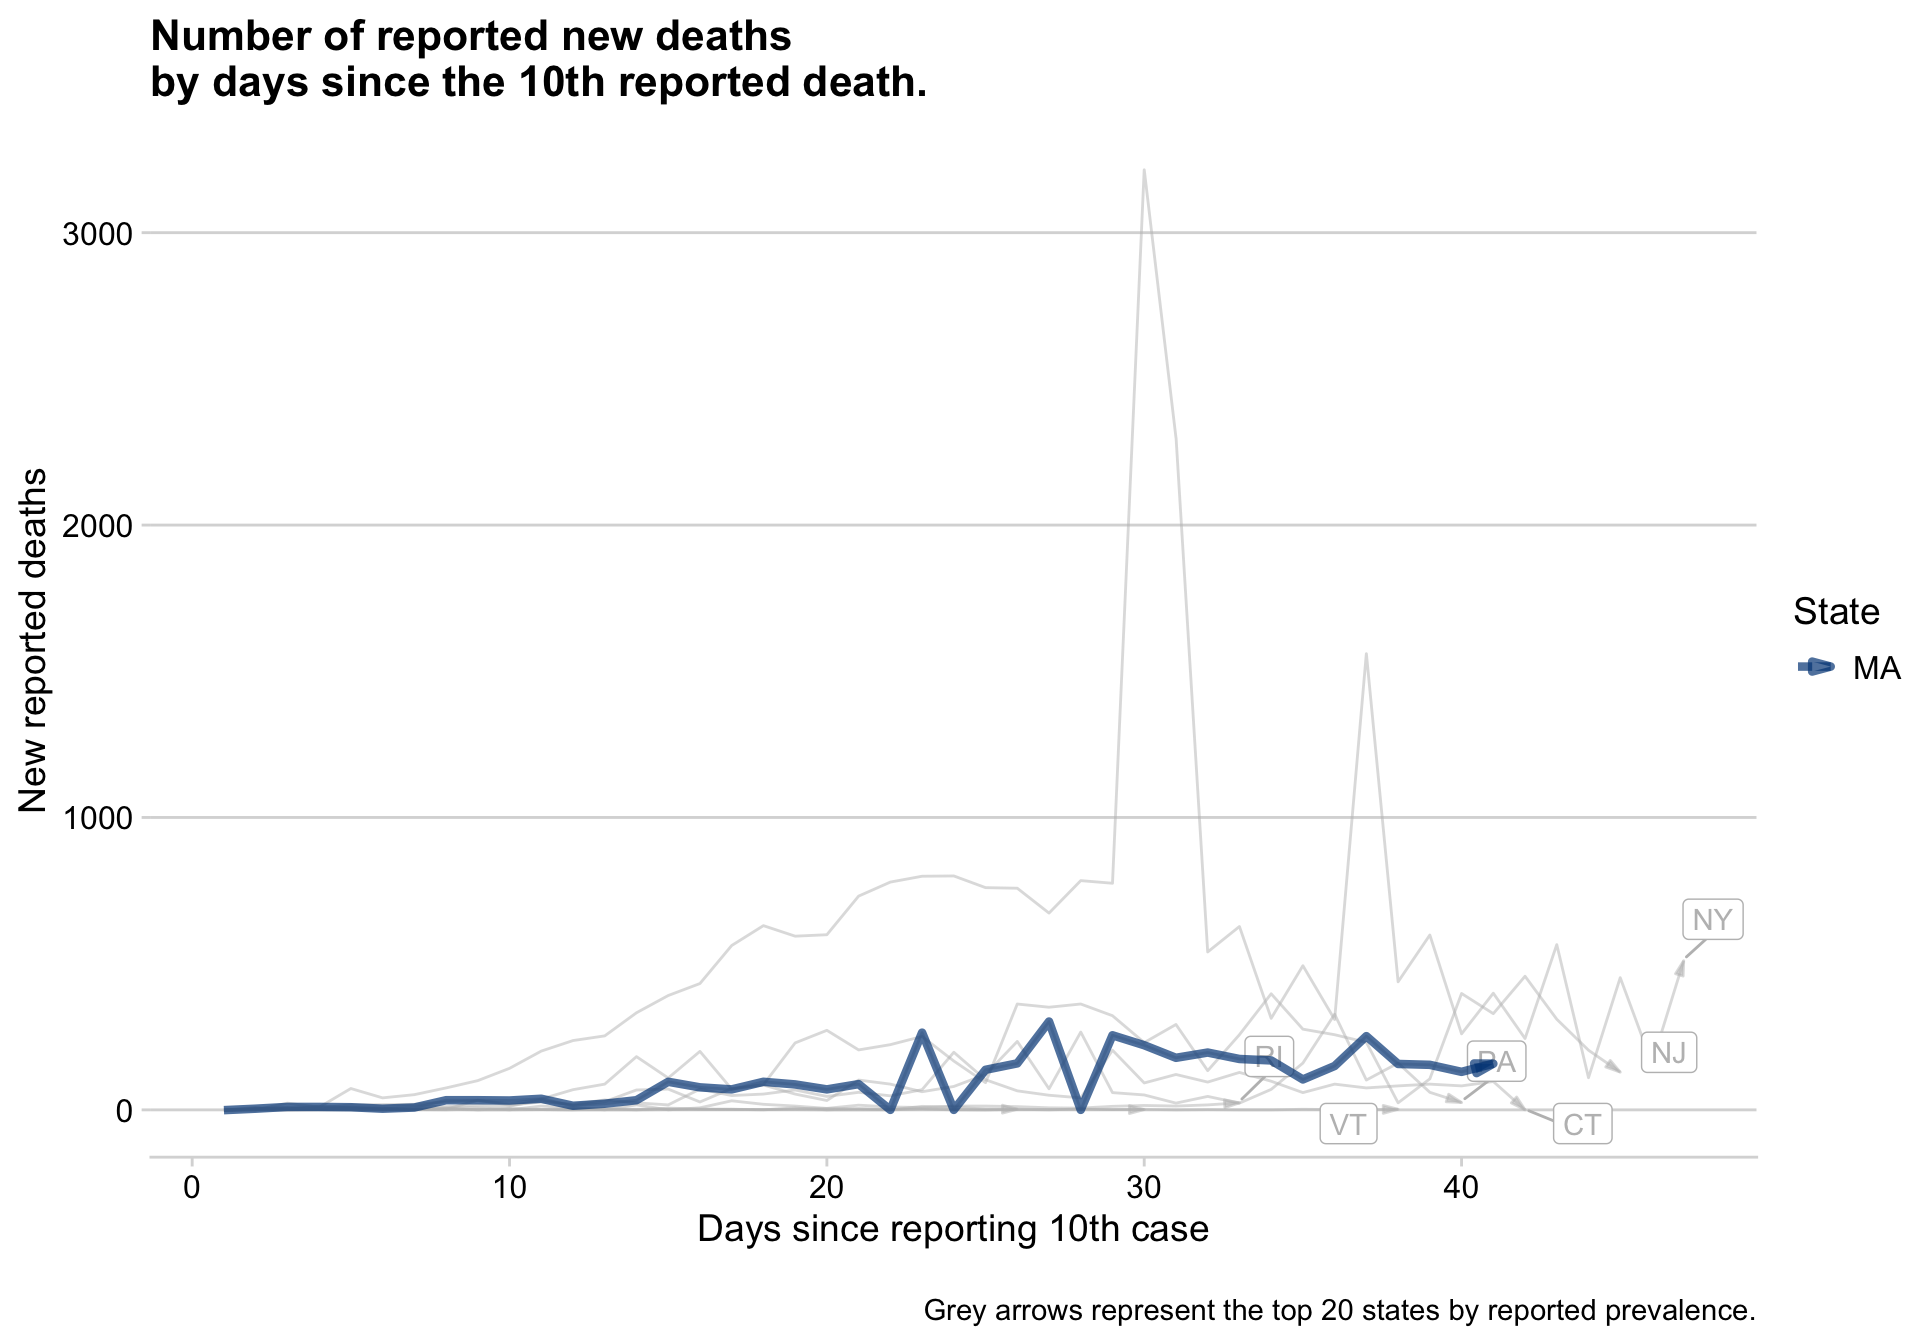 Number of reported new deaths
by days since the 10th reported death.
New reported deaths
3000
2000
1000
0
0 10 20 30 40
Days since reporting 10th case
NY
NJ
RI
PA
VT
CT
State
MA
Grey arrows represent the top 20 states by reported prevalence.